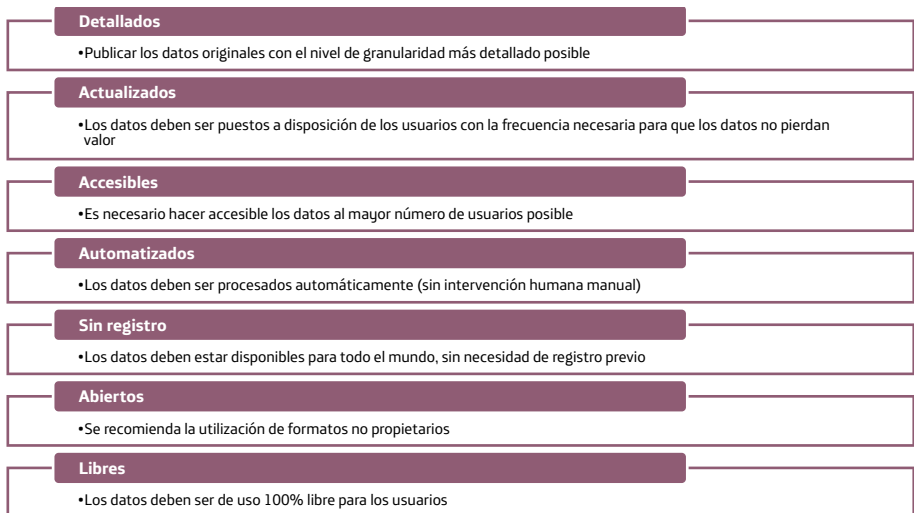 Detallados
•Publicar los datos originales con el nivel de granularidad más detallado posible
Actualizados
•Los datos deben ser puestos a disposición de los usuarios con la frecuencia necesaria para que los datos no pierdan
valor
Accesibles
•Es necesario hacer accesible los datos al mayor número de usuarios posible
Automatizados
•Los datos deben ser procesados automáticamente (sin intervención humana manual)
Sin registro
•Los datos deben estar disponibles para todo el mundo, sin necesidad de registro previo
Abiertos
•Se recomienda la utilización de formatos no propietarios
Libres
•Los datos deben ser de uso 100% libre para los usuarios